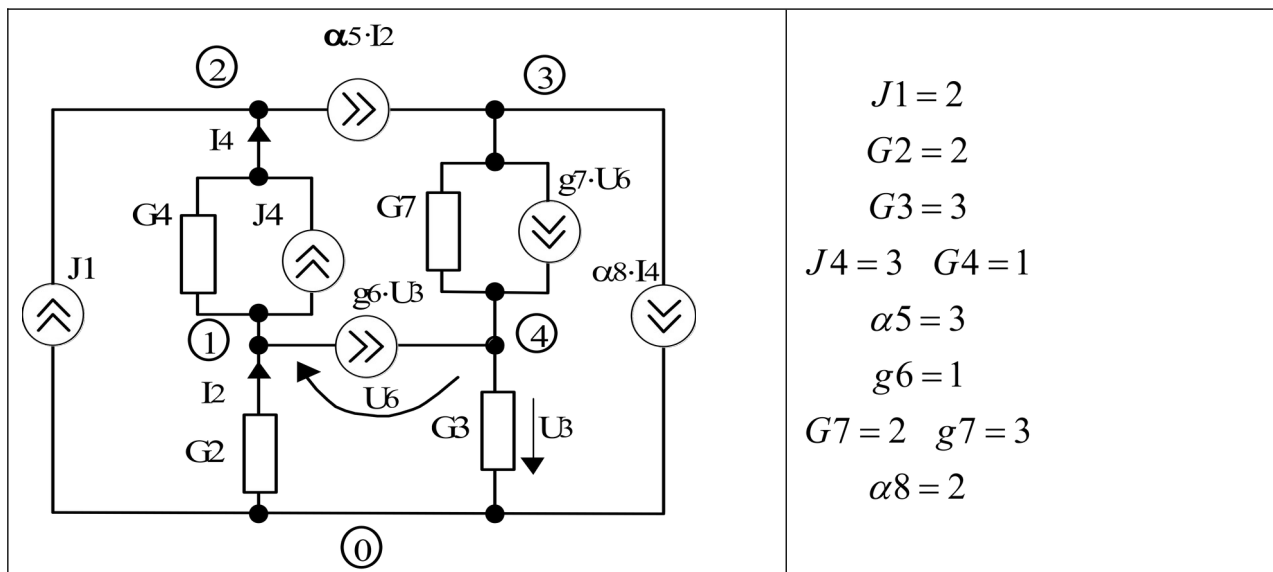 α5·I2
2
3
I4
G4
J4
G7
g7·U6
J1
g6·U3
α8·I4
1
4
I2
U6
G2
G3
U3
0
J1 = 2
G2 = 2
G3 = 3
J4 = 3 G4 = 1
α5 = 3
g6 = 1
G7 = 2 g7 = 3
α8 = 2